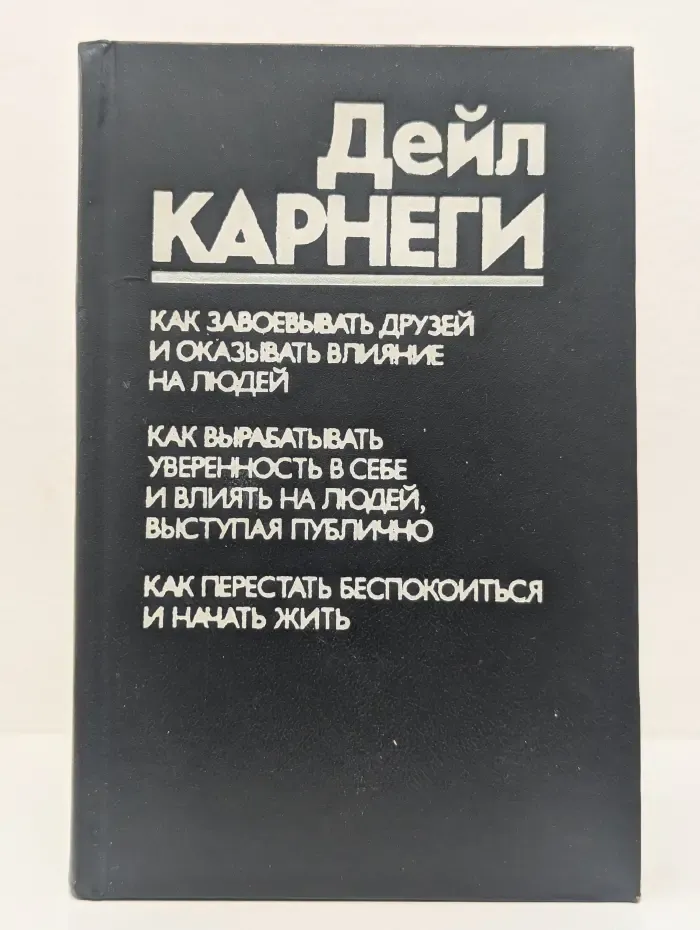 Дейл
КАРНЕГИ
КАК ЗАВОЕВЫВАТЬ ДРУЗЕЙ
И ОКАЗЫВАТЬ ВЛИЯНИЕ
НА ЛЮДЕЙ
КАК ВЫРАБАТЫВАТЬ
УВЕРЕННОСТЬ В СЕБЕ
И ВЛИЯТЬ НА ЛЮДЕЙ,
ВЫСТУПАЯ ПУБЛИЧНО
КАК ПЕРЕСТАТЬ БЕСПОКОИТЬСЯ
И НАЧАТЬ ЖИТЬ